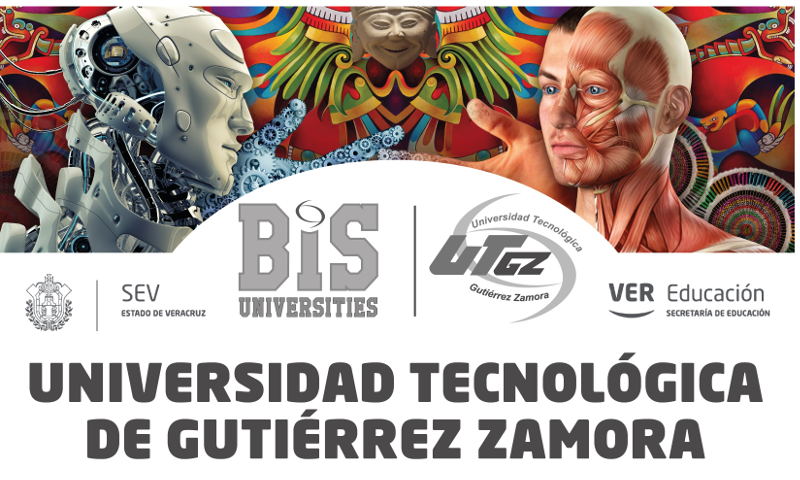 SEV
ESTADO DE VERACRUZ
BiS
UNIVERSITIES
Universidad Tecnológica
UTGZ
Gutiérrez Zamora
VER Educación
SECRETARÍA DE EDUCACIÓN
UNIVERSIDAD TECNOLÓGICA
DE GUTIÉRREZ ZAMORA